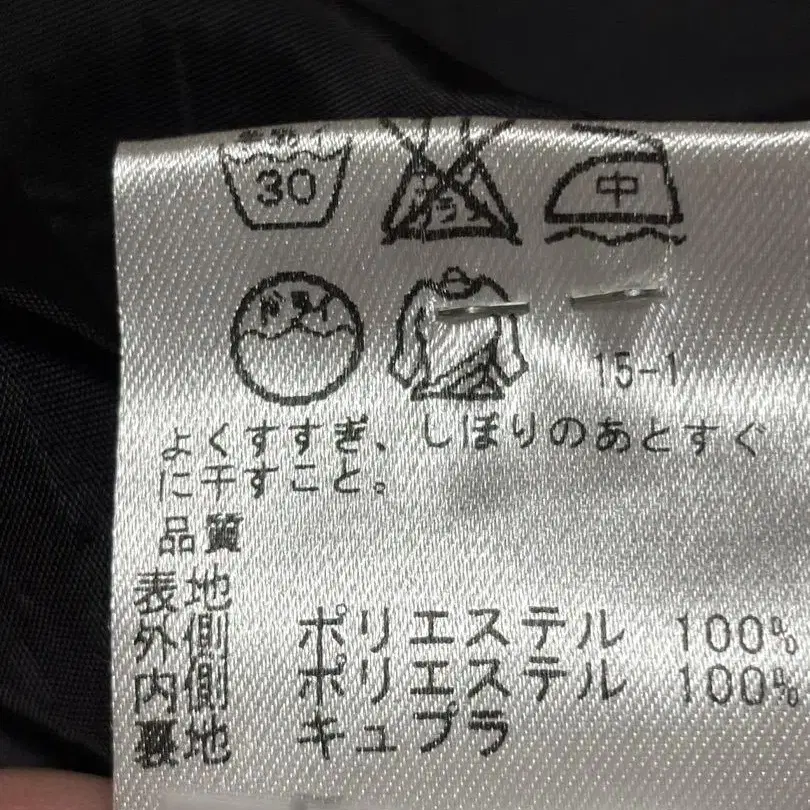 30
中
ドライ
15-1
よくすすぎ、しぼりのあとすぐ
に干すこと。
品質
表地
外側 ポリエステル 100%
内側 ポリエステル 100%
裏地 キュプラ